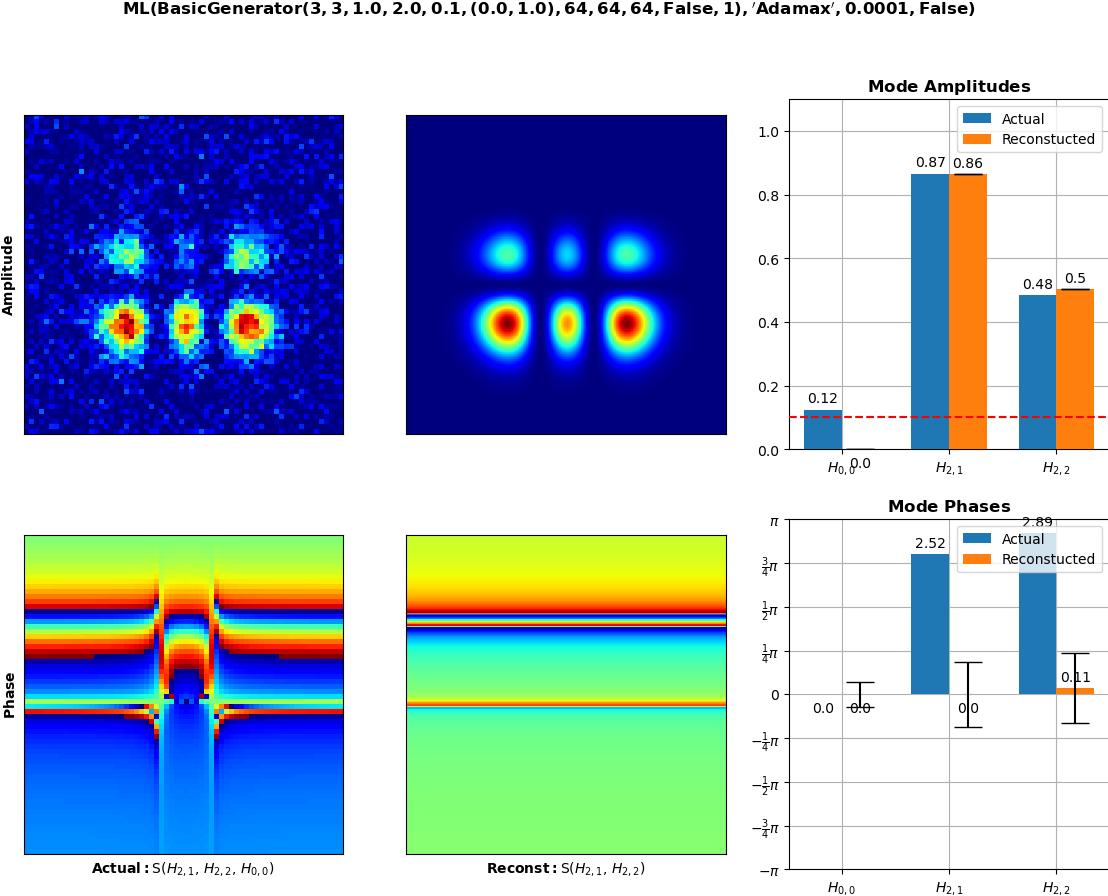 ML(BasicGenerator(3, 3, 1.0, 2.0, 0.1, (0.0, 1.0), 64, 64, 64, False, 1), ′Adamax′, 0.0001, False)
Amplitude
Mode Amplitudes
Actual
Reconstucted
1.0
0.8
0.6
0.4
0.2
0.0
0.12
0.0
0.87
0.86
0.48
0.5
H0,0
H2,1
H2,2
Phase
Actual: S(H2,1, H2,2, H0,0)
Reconst: S(H2,1, H2,2)
Mode Phases
Actual
Reconstucted
π
3/4π
1/2π
1/4π
0
−1/4π
−1/2π
−3/4π
−π
0.0
0.0
2.52
0.0
2.89
0.11
H0,0
H2,1
H2,2